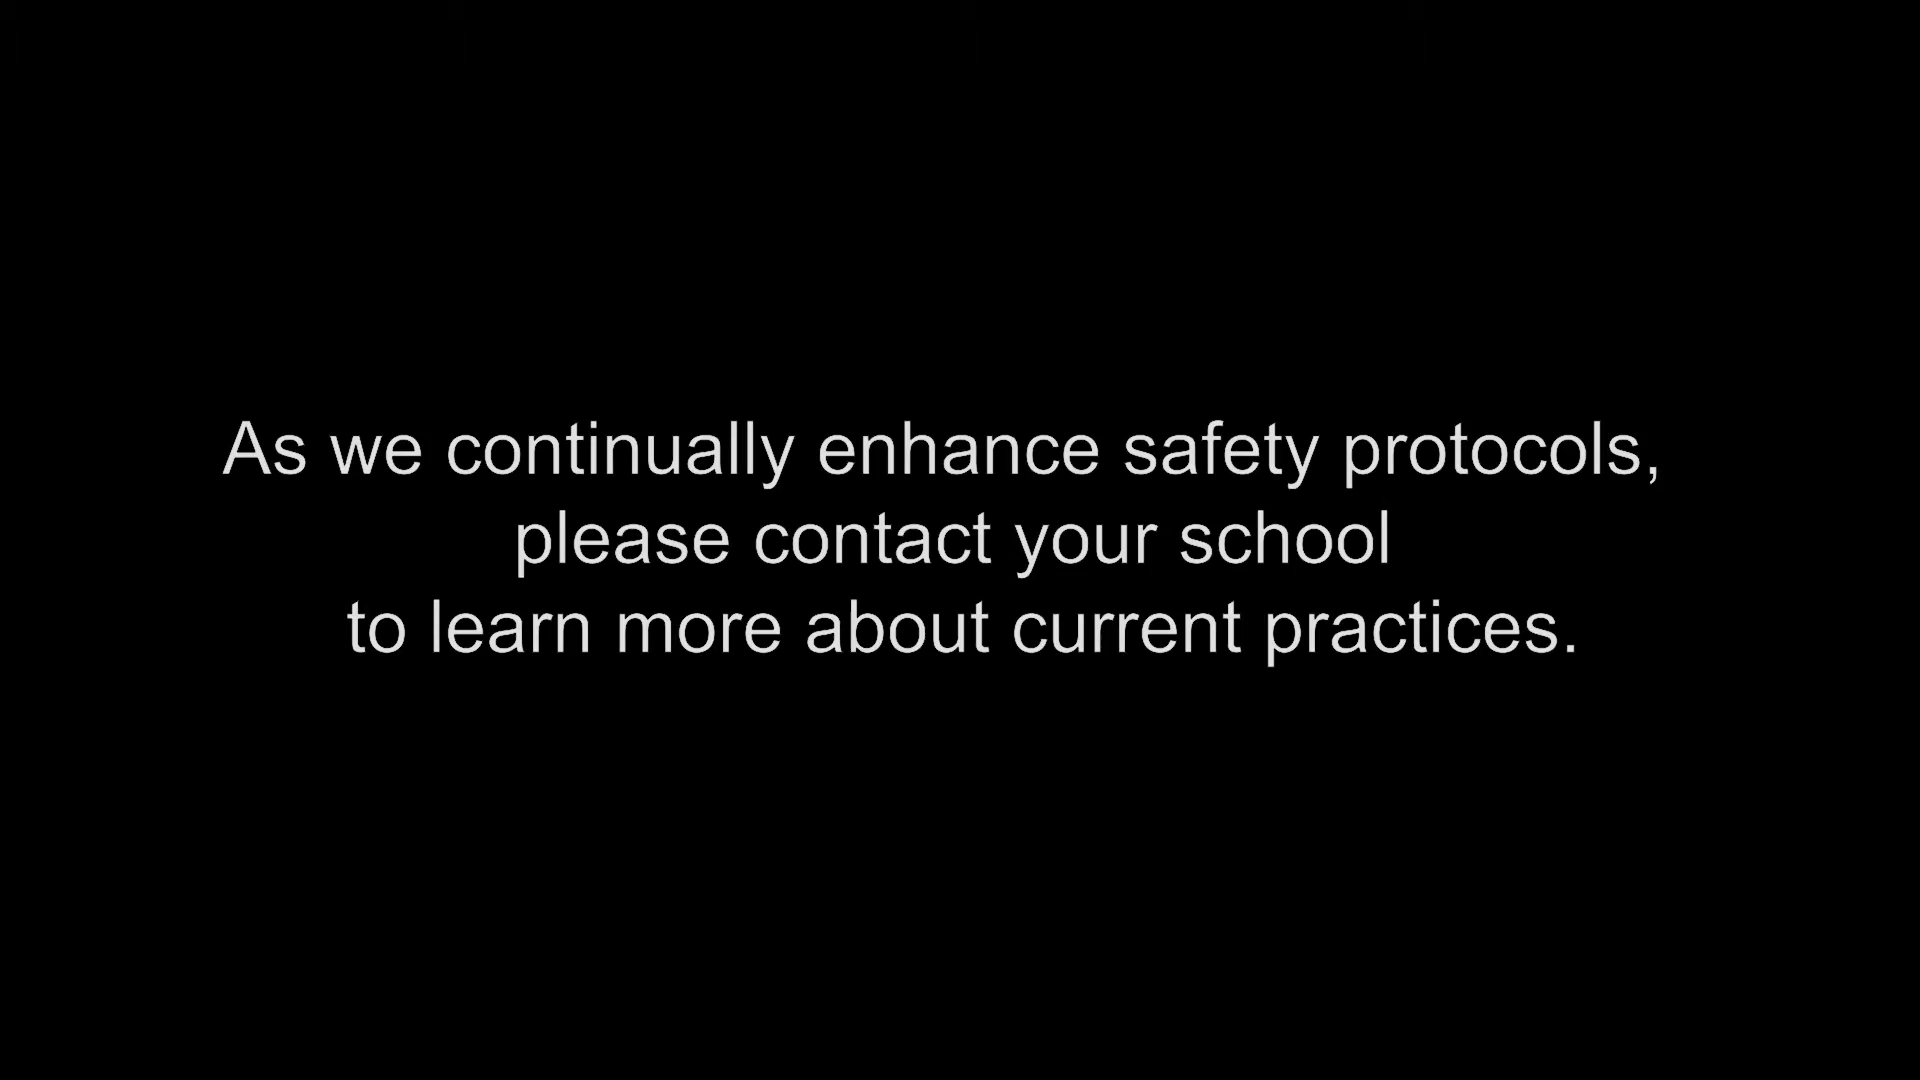 As we continually enhance safety protocols,
please contact your school
to learn more about current practices.